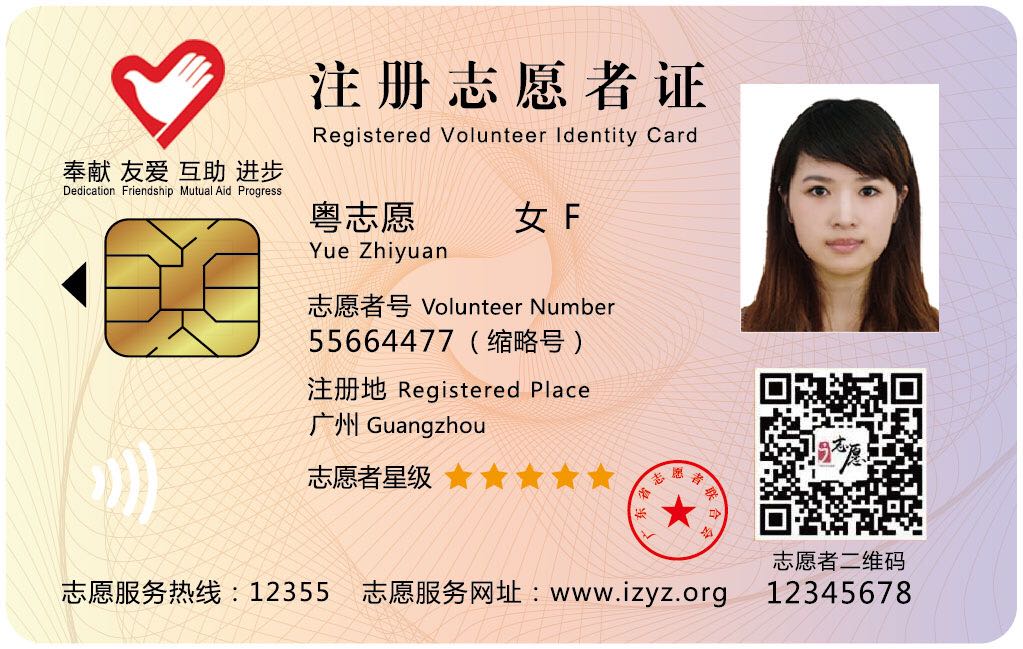 注册志愿者证
Registered Volunteer Identity Card
奉献 友爱 互助 进步
Dedication Friendship Mutual Aid Progress
粤志愿 女 F
Yue Zhiyuan
志愿者号 Volunteer Number
55664477（缩略号）
注册地 Registered Place
广州 Guangzhou
志愿者星级
广东省志愿者联合会
志愿
志愿者二维码
12345678
志愿服务热线：12355 志愿服务网址：www.izyz.org